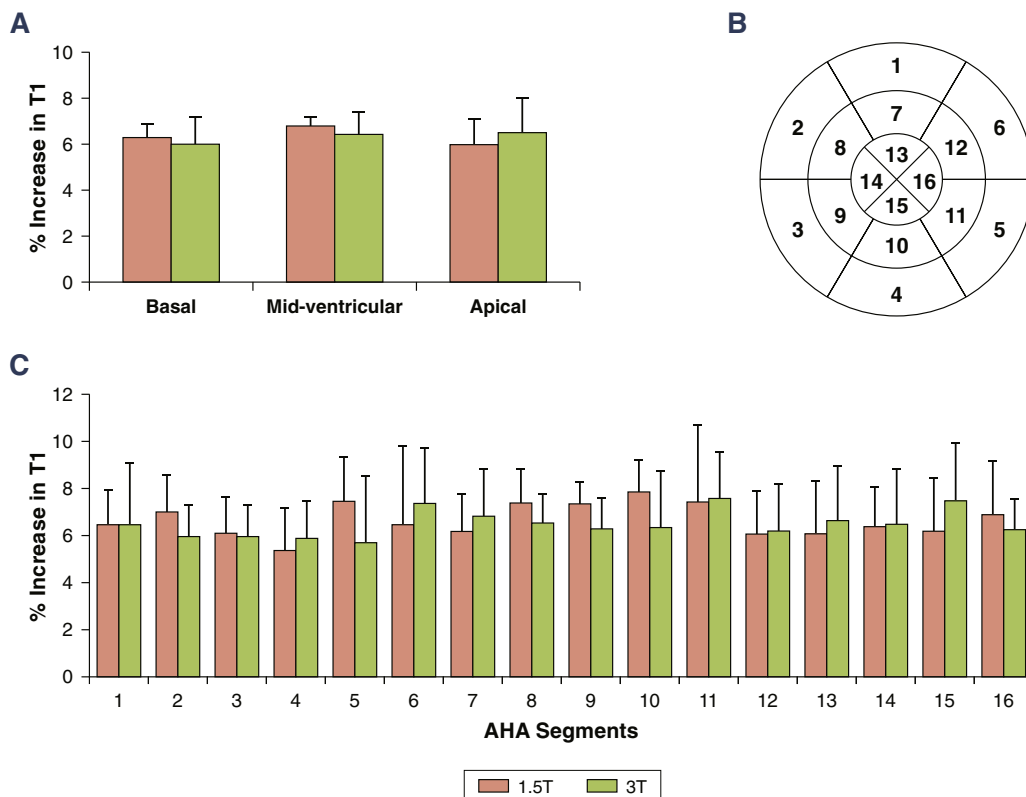 A
% Increase in T1
10
8
6
4
2
0
Basal Mid-ventricular Apical
B
1
2 7 6
8 12
13
14 16
15
3 9 11 5
10
4
C
% Increase in T1
12
10
8
6
4
2
0
1 2 3 4 5 6 7 8 9 10 11 12 13 14 15 16
AHA Segments
1.5T 3T